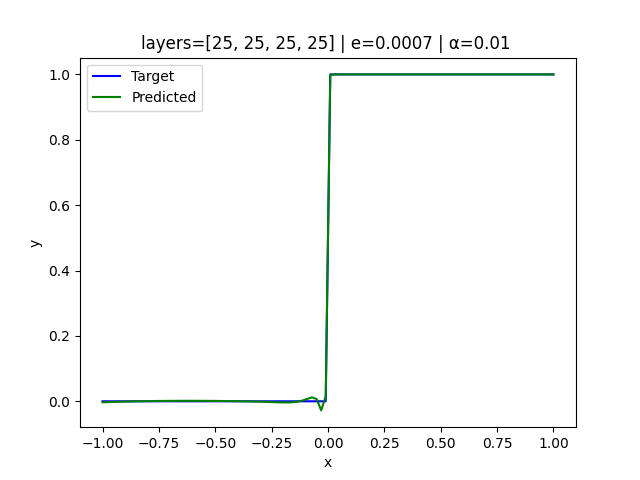 layers=[25, 25, 25, 25] | e=0.0007 | α=0.01
Target
Predicted
1.0
0.8
0.6
0.4
0.2
0.0
y
−1.00 −0.75 −0.50 −0.25 0.00 0.25 0.50 0.75 1.00
x